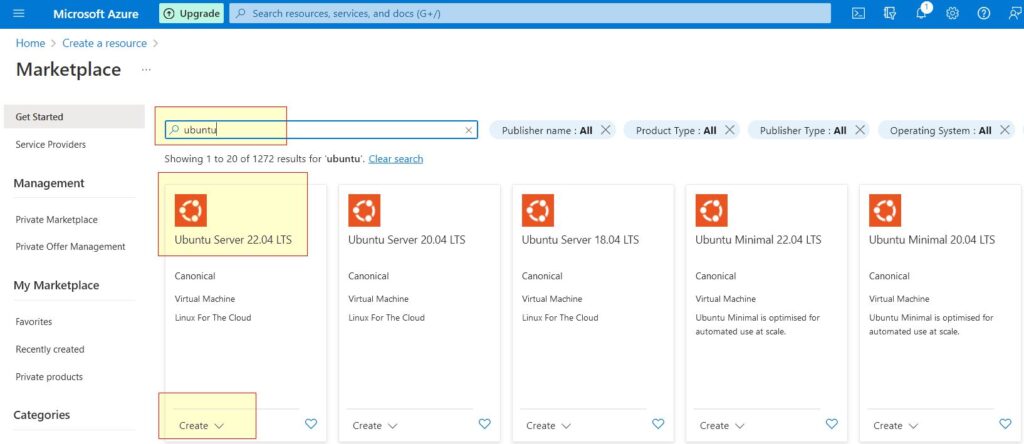 Microsoft Azure
Upgrade
Search resources, services, and docs (G+/)
1
Home > Create a resource >
Marketplace ...
Get Started
Service Providers
Management
Private Marketplace
Private Offer Management
My Marketplace
Favorites
Recently created
Private products
Categories
ubuntu
Publisher name : All
Product Type : All
Publisher Type : All
Operating System : All
Showing 1 to 20 of 1272 results for 'ubuntu'. Clear search
Ubuntu Server 22.04 LTS
Canonical
Virtual Machine
Linux For The Cloud
Create
Ubuntu Server 20.04 LTS
Canonical
Virtual Machine
Linux For The Cloud
Create
Ubuntu Server 18.04 LTS
Canonical
Virtual Machine
Linux For The Cloud
Create
Ubuntu Minimal 22.04 LTS
Canonical
Virtual Machine
Ubuntu Minimal is optimised for
automated use at scale.
Create
Ubuntu Minimal 20.04 LTS
Canonical
Virtual Machine
Ubuntu Minimal is optimised for
automated use at scale.
Create